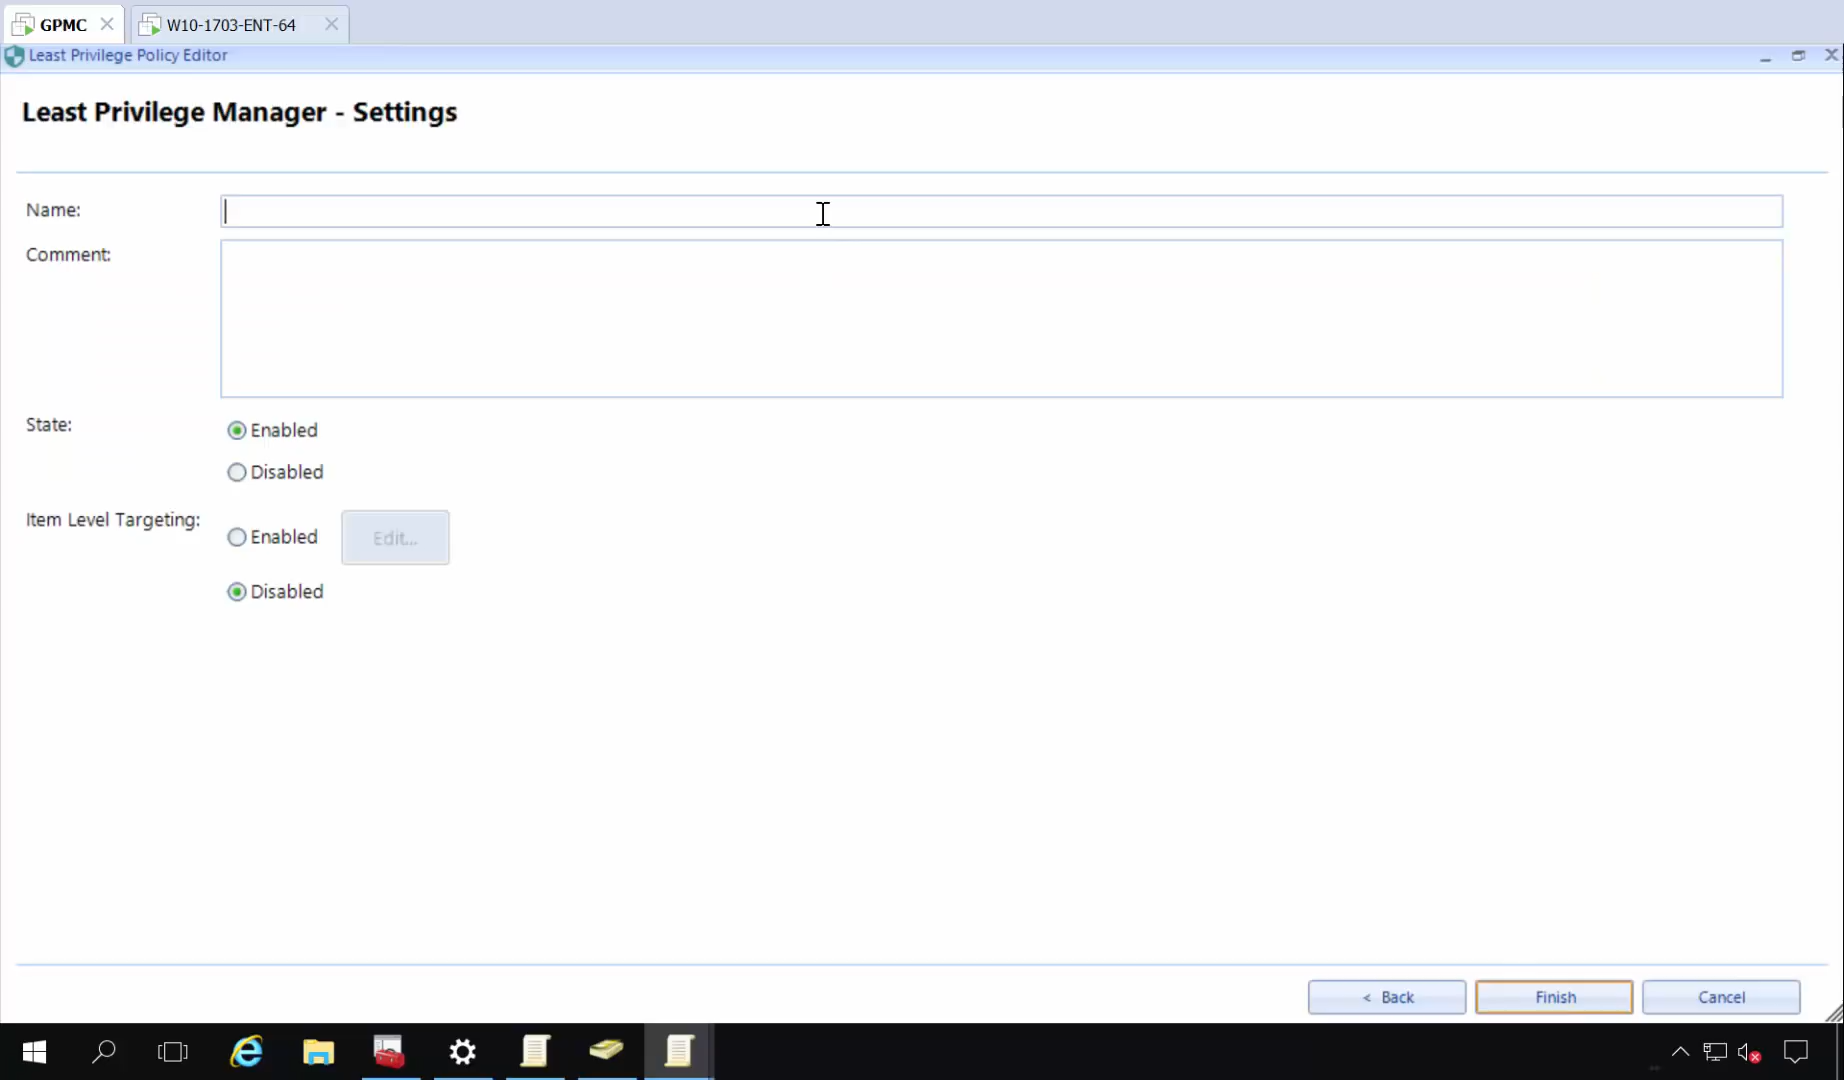 GPMC
W10-1703-ENT-64
Least Privilege Policy Editor
Least Privilege Manager - Settings
Name:
Comment:
State:
Enabled
Disabled
Item Level Targeting:
Enabled
Edit...
Disabled
< Back
Finish
Cancel